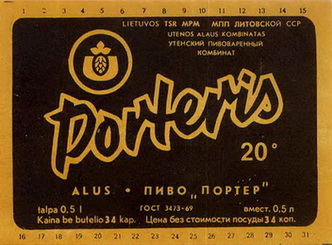 1 2 3 4 5 6 7 8 9 10 11 12 13 14 15
LIETUVOS TSR MPM МПП ЛИТОВСКОЙ ССР
UTENOS ALAUS KOMBINATAS
УТЕНСКИЙ ПИВОВАРЕННЫЙ
КОМБИНАТ
Porteris
20°
ALUS • ПИВО „ПОРТЕР"
talpa 0,5 l ГОСТ 3473-69 вмест. 0,5 л
Kaina be butelio 34 kap. Цена без стоимости посуды 34 коп.
31 30 29 28 27 26 25 24 23 22 21 20 19 18 17 16